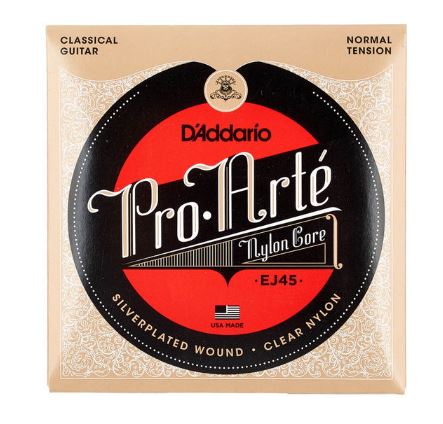 CLASSICAL
GUITAR
NORMAL
TENSION
D'Addario
Pro·Arté
Nylon Core
·EJ45·
USA MADE
SILVERPLATED WOUND · CLEAR NYLON